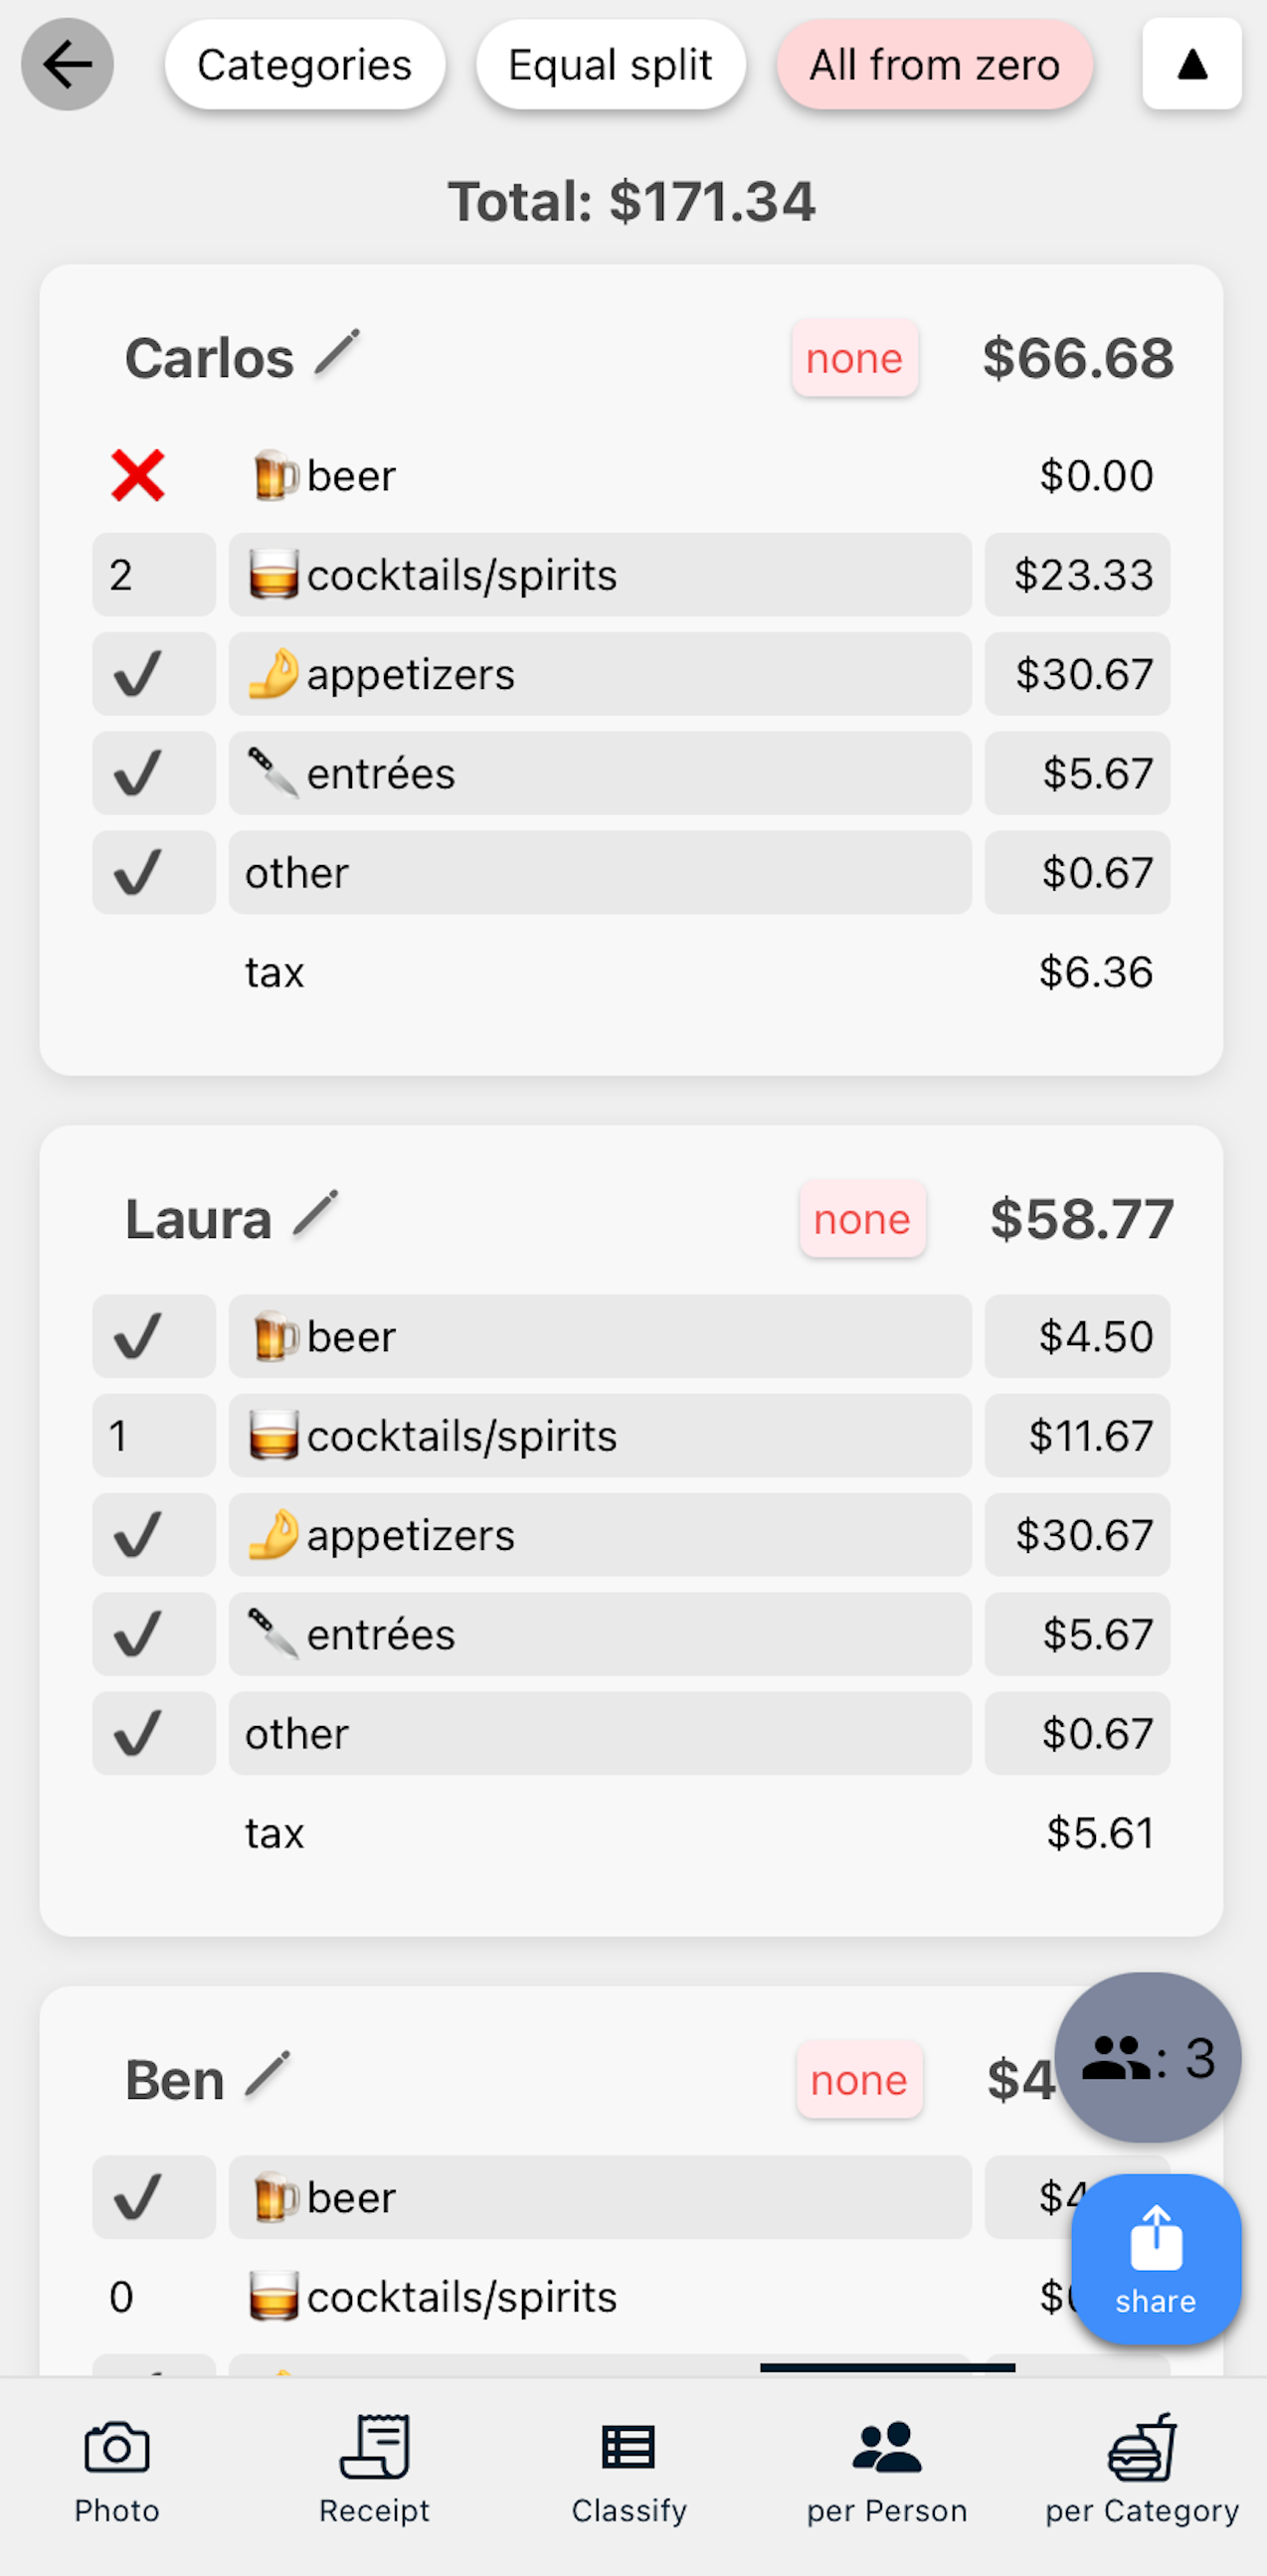 Categories Equal split All from zero
Total: $171.34
Carlos none $66.68
beer $0.00
2 cocktails/spirits $23.33
appetizers $30.67
entrées $5.67
other $0.67
tax $6.36
Laura none $58.77
beer $4.50
1 cocktails/spirits $11.67
appetizers $30.67
entrées $5.67
other $0.67
tax $5.61
Ben none $4
: 3
beer $4
0 cocktails/spirits $
share
Photo Receipt Classify per Person per Category